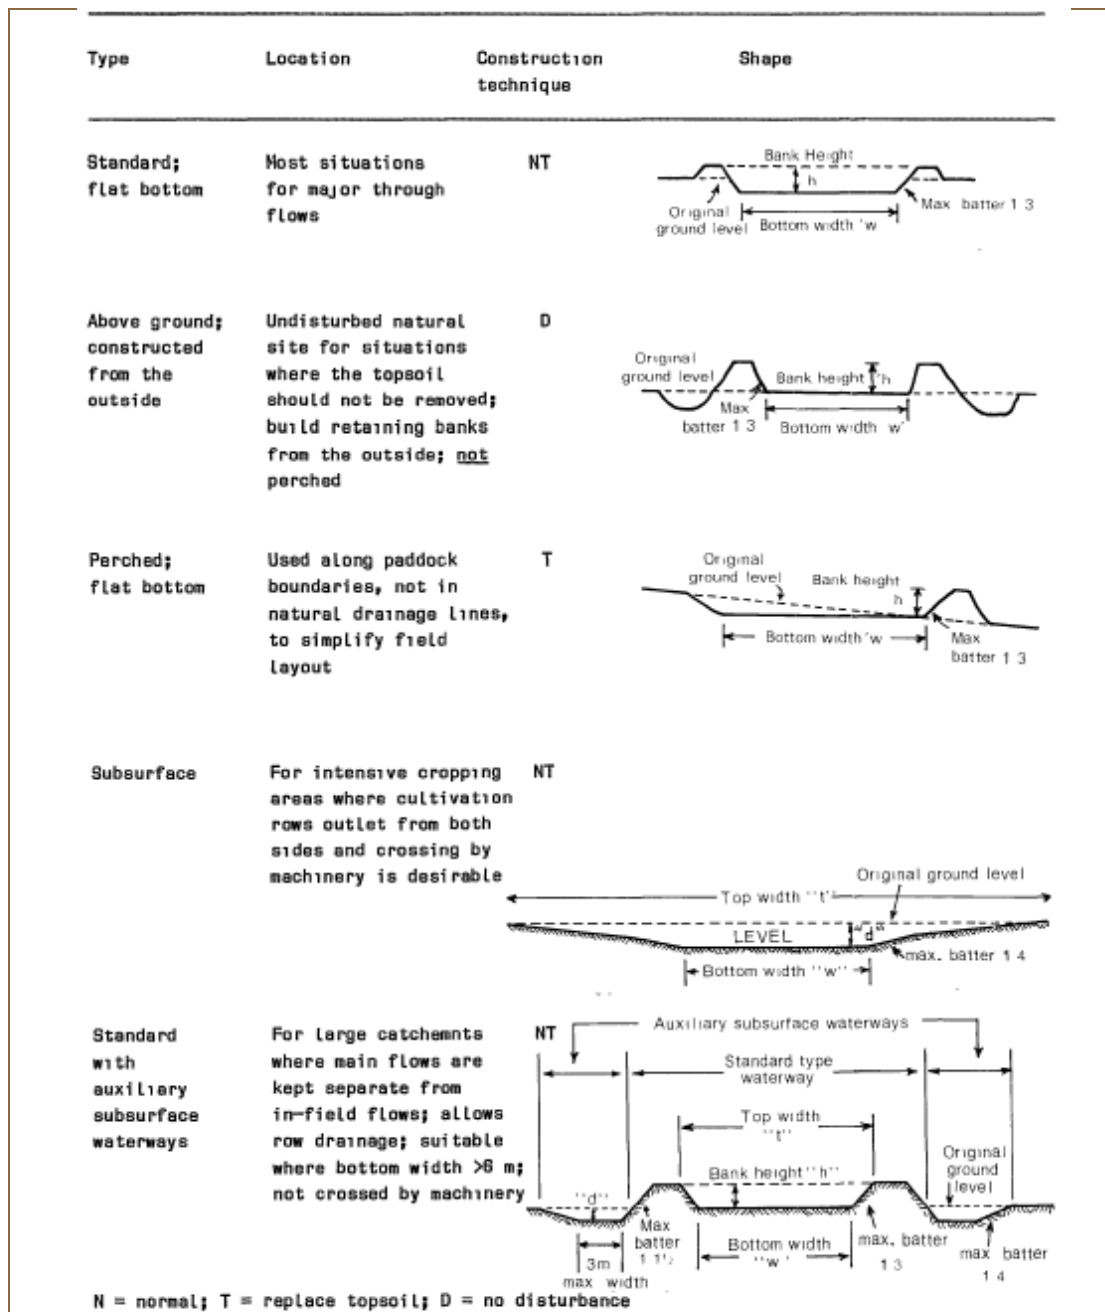 Type Location Construction Shape
technique
Standard; Most situations NT
flat bottom for major through
flows
Bank Height
h
Original
ground level
Bottom width 'w
Max batter 1 3
Above ground; Undisturbed natural D
constructed site for situations
from the where the topsoil
outside should not be removed;
build retaining banks
from the outside; not
perched
Original
ground level
Bank height 'h
Max
batter 1 3
Bottom width w'
Perched; Used along paddock T
flat bottom boundaries, not in
natural drainage lines,
to simplify field
layout
Original
ground level
Bank height
h
Bottom width 'w
Max
batter 1 3
Subsurface For intensive cropping NT
areas where cultivation
rows outlet from both
sides and crossing by
machinery is desirable
Original ground level
Top width "t'
LEVEL "d"
max. batter 1 4
Bottom width "w"
Standard For large catchemnts NT
with where main flows are
auxiliary kept separate from
subsurface in-field flows; allows
waterways row drainage; suitable
where bottom width >6 m;
not crossed by machinery
Auxiliary subsurface waterways
Standard type
waterway
Top width
"t"
Original
ground
level
Bank height "h"
"d"
Max
batter
1 1½
3m
max width
Bottom width
"w'
max. batter
1 3
max batter
1 4
N = normal; T = replace topsoil; D = no disturbance